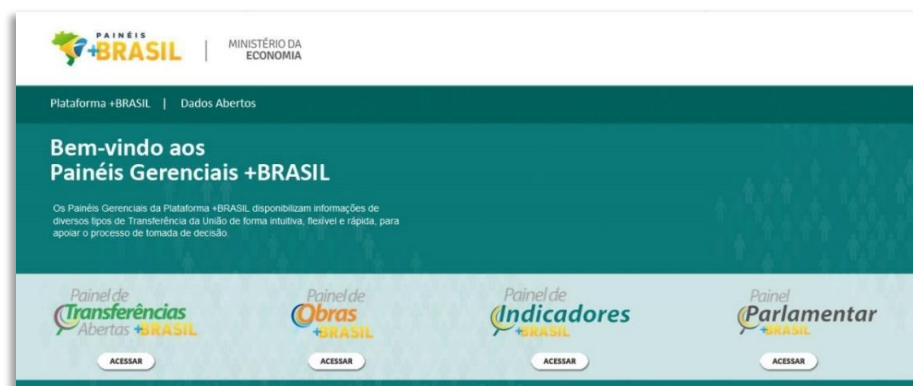 PAINÉIS
+BRASIL
MINISTÉRIO DA
ECONOMIA
Plataforma +BRASIL | Dados Abertos
Bem-vindo aos
Painéis Gerenciais +BRASIL
Os Painéis Gerenciais da Plataforma +BRASIL disponibilizam informações de
diversos tipos de Transferência da União de forma intuitiva, flexível e rápida, para
apoiar o processo de tomada de decisão.
Painel de
Transferências
Abertas +BRASIL
ACESSAR
Painel de
Obras
+BRASIL
ACESSAR
Painel de
Indicadores
+BRASIL
ACESSAR
Painel
Parlamentar
+BRASIL
ACESSAR